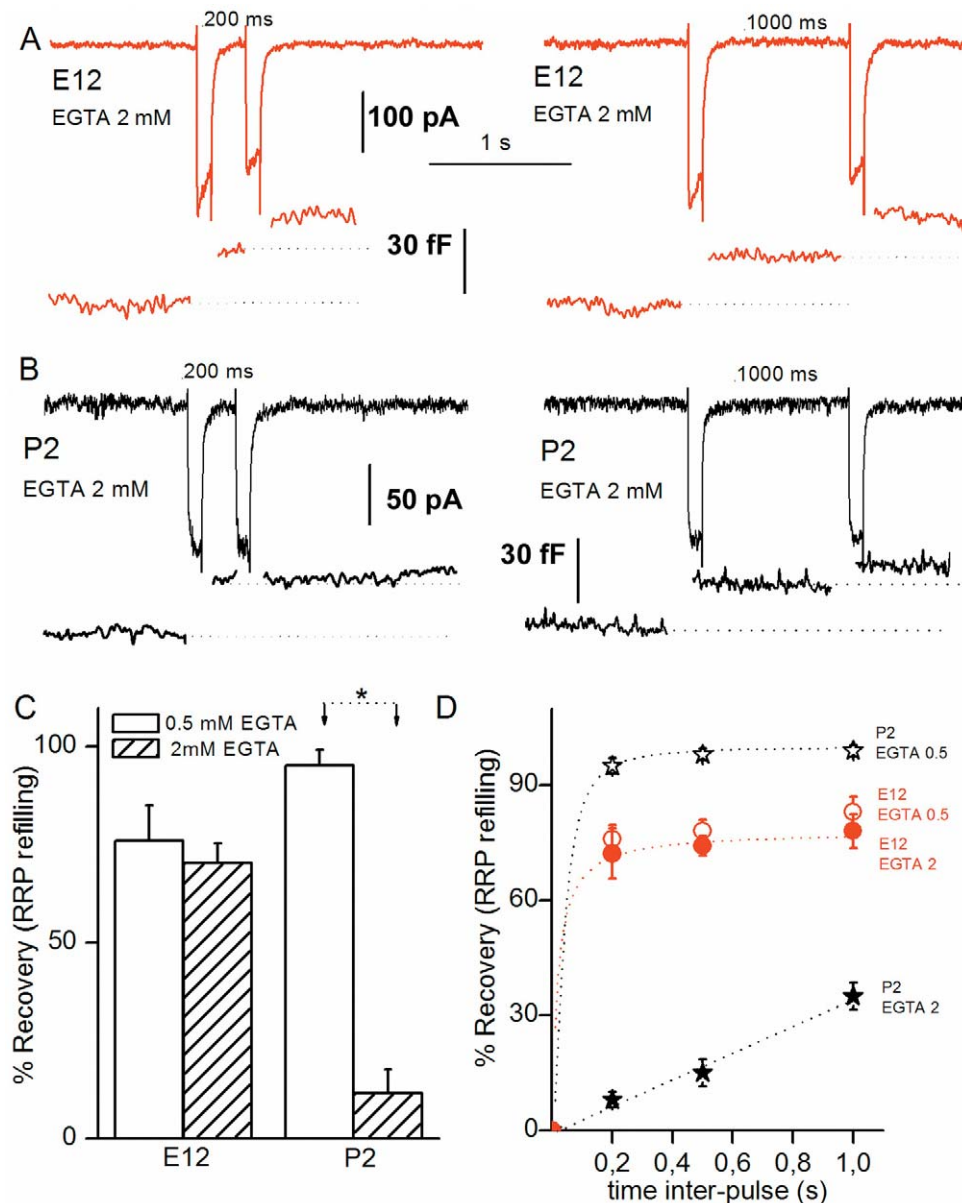 A
200 ms
1000 ms
E12
EGTA 2 mM
100 pA
1 s
30 fF
E12
EGTA 2 mM
B
200 ms
1000 ms
P2
EGTA 2 mM
50 pA
30 fF
P2
EGTA 2 mM
C
*
0.5 mM EGTA
2mM EGTA
% Recovery (RRP refilling)
100
50
0
E12
P2
D
% Recovery (RRP refilling)
90
60
30
0
P2
EGTA 0.5
E12
EGTA 0.5
E12
EGTA 2
P2
EGTA 2
0,2 0,4 0,6 0,8 1,0
time inter-pulse (s)